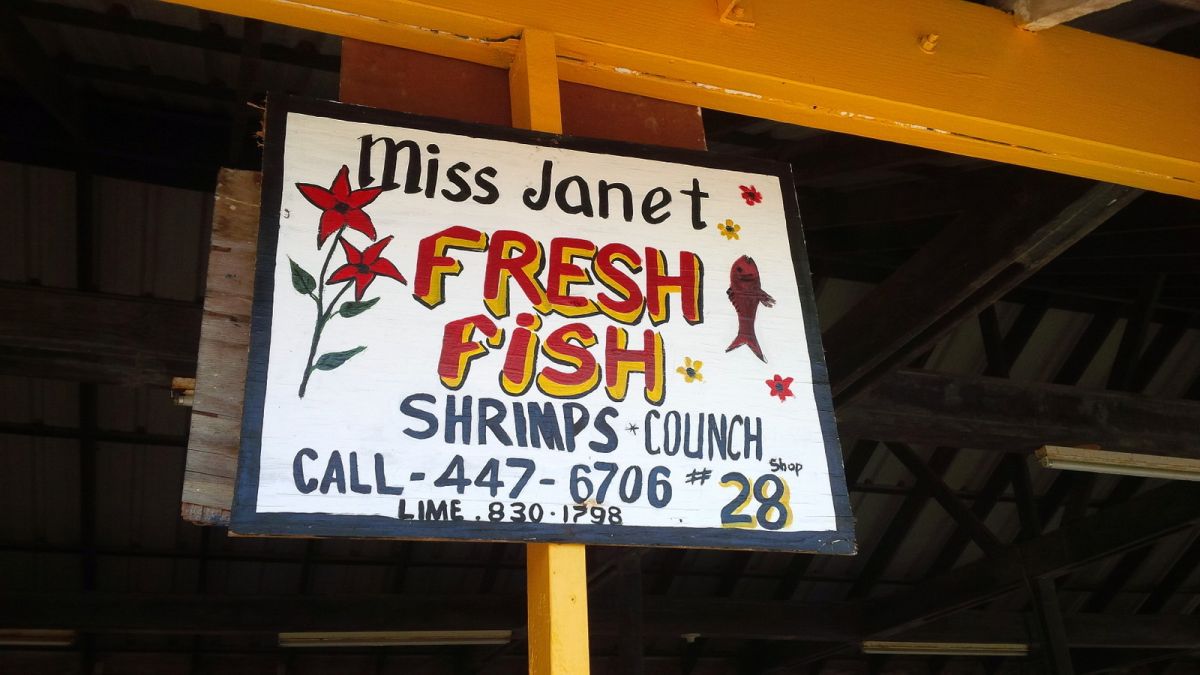 Miss Janet
FRESH
FiSH
SHRIMPS * COUNCH
CALL - 447 - 6706 # 28 Shop
LIME . 830 . 1798